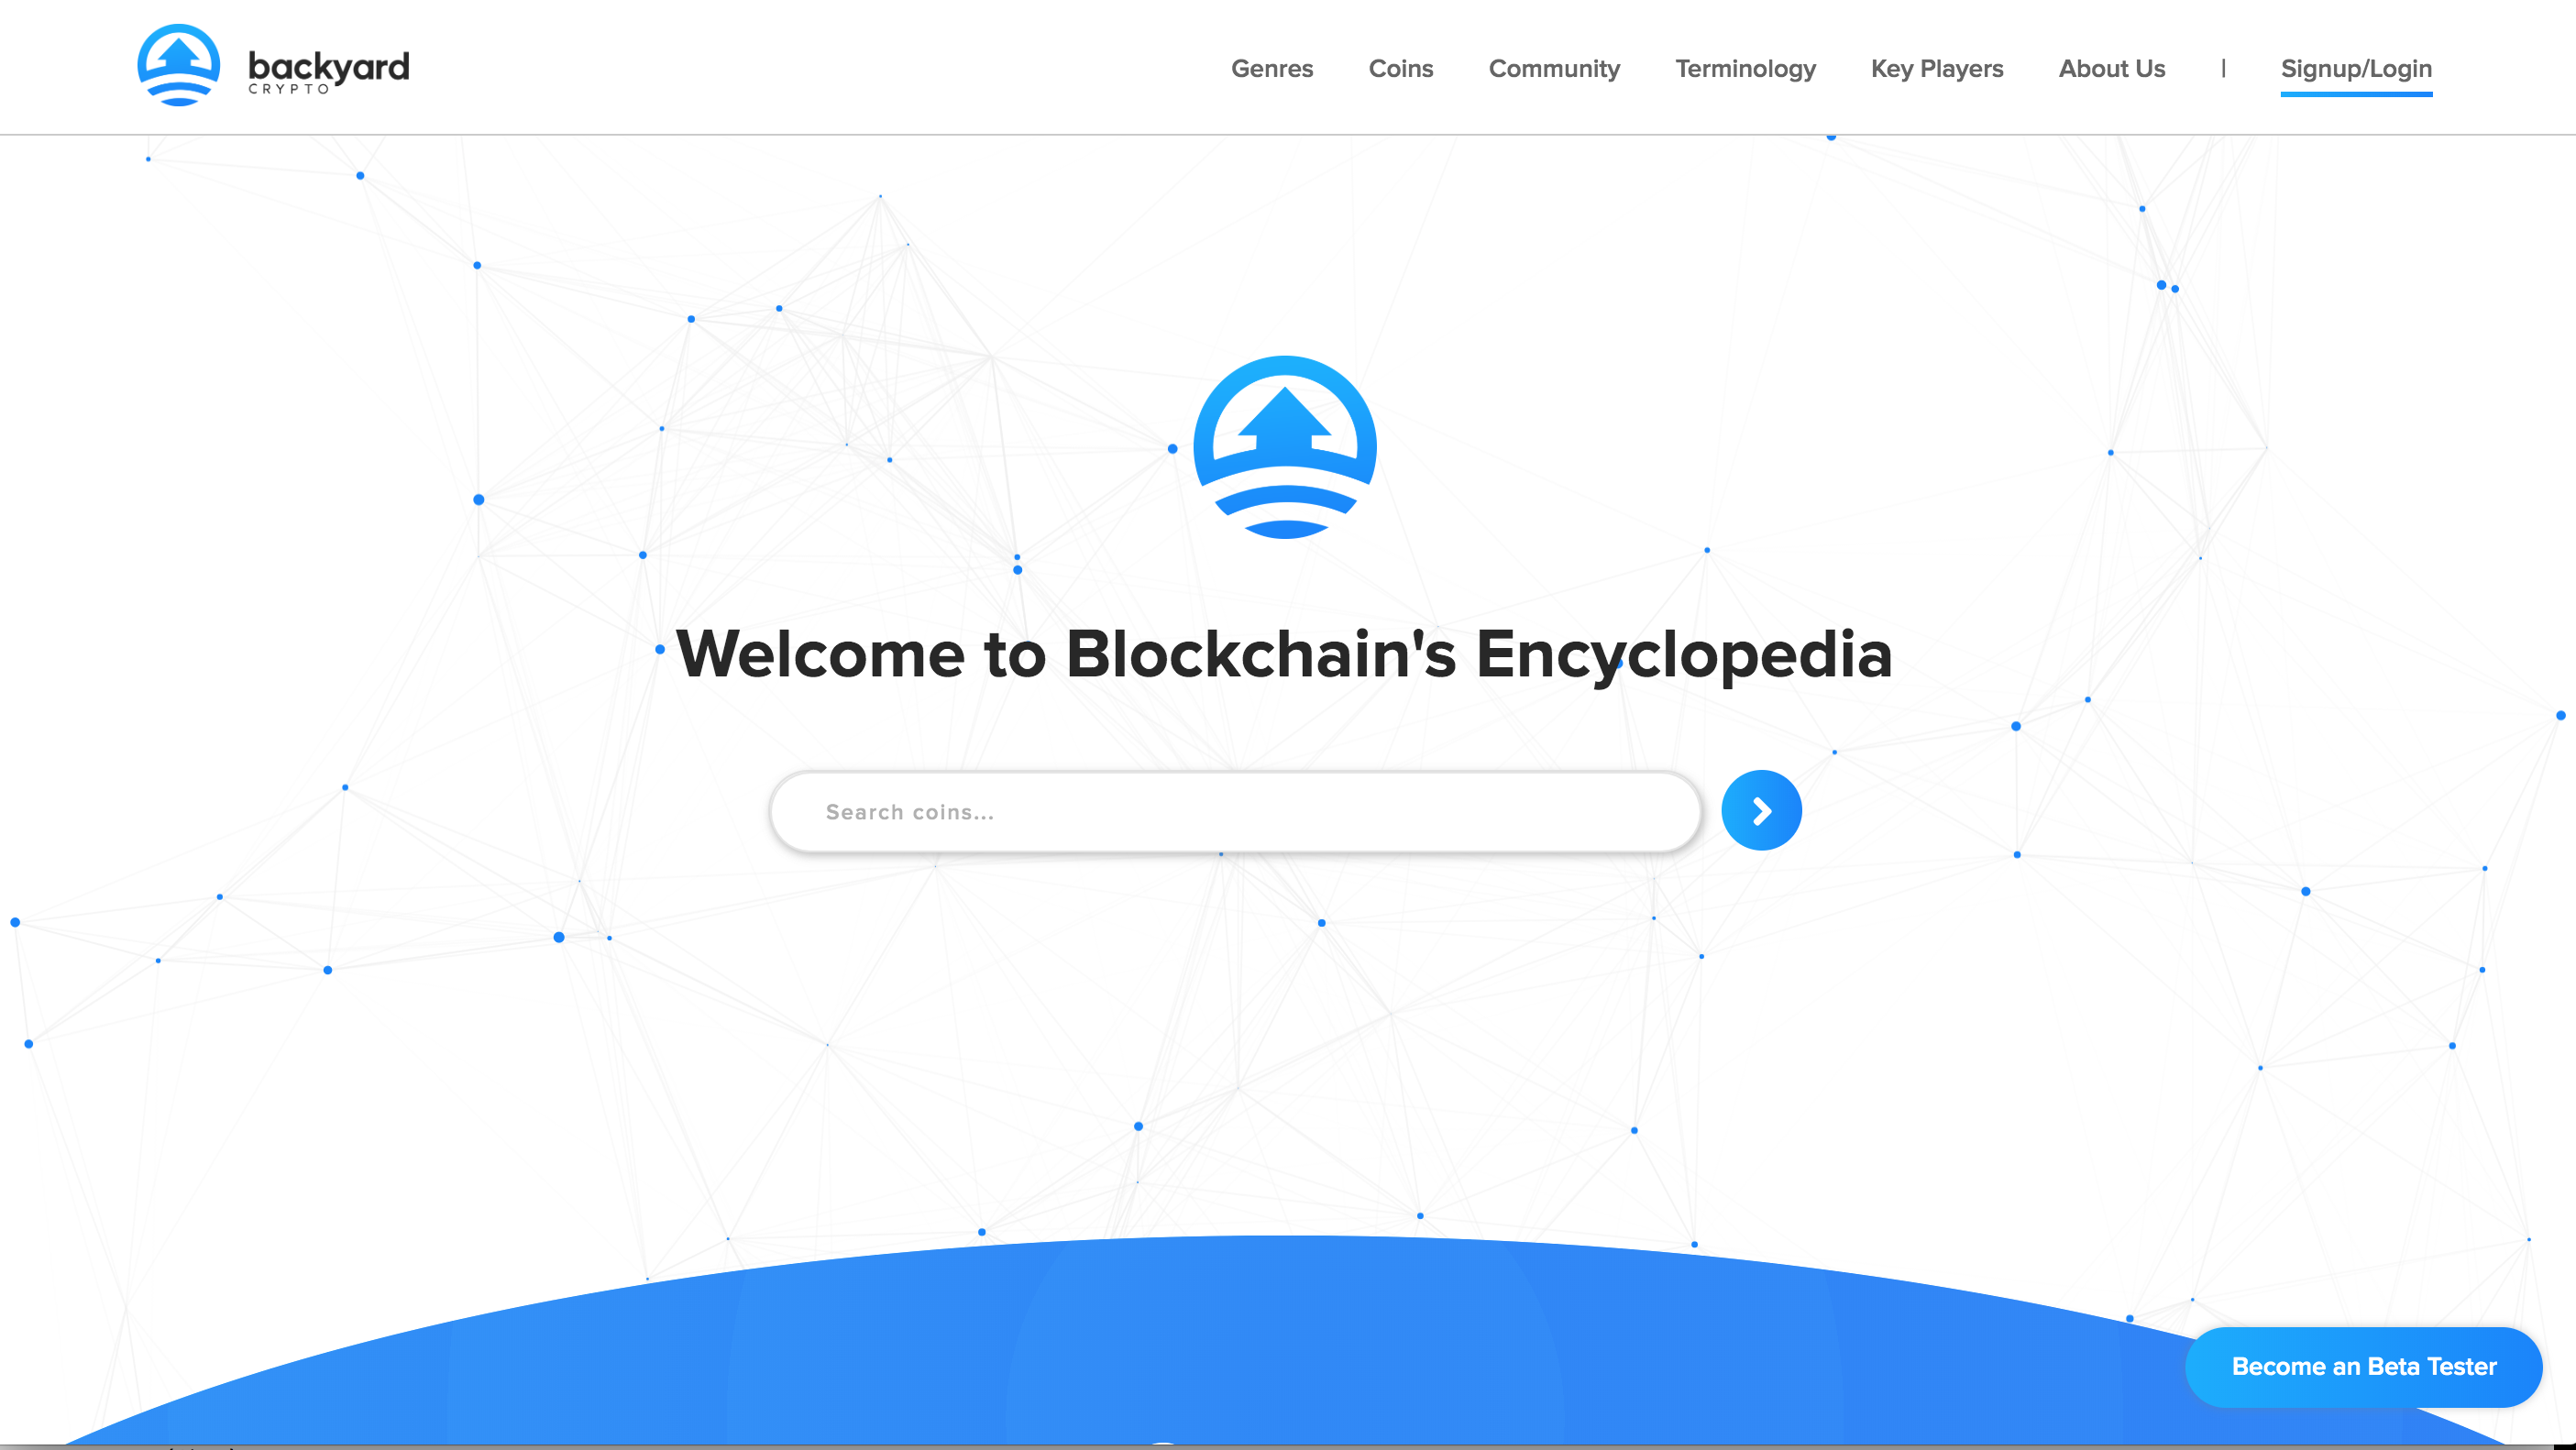 backyard
CRYPTO
Genres Coins Community Terminology Key Players About Us | Signup/Login
Welcome to Blockchain's Encyclopedia
Search coins...
Become an Beta Tester